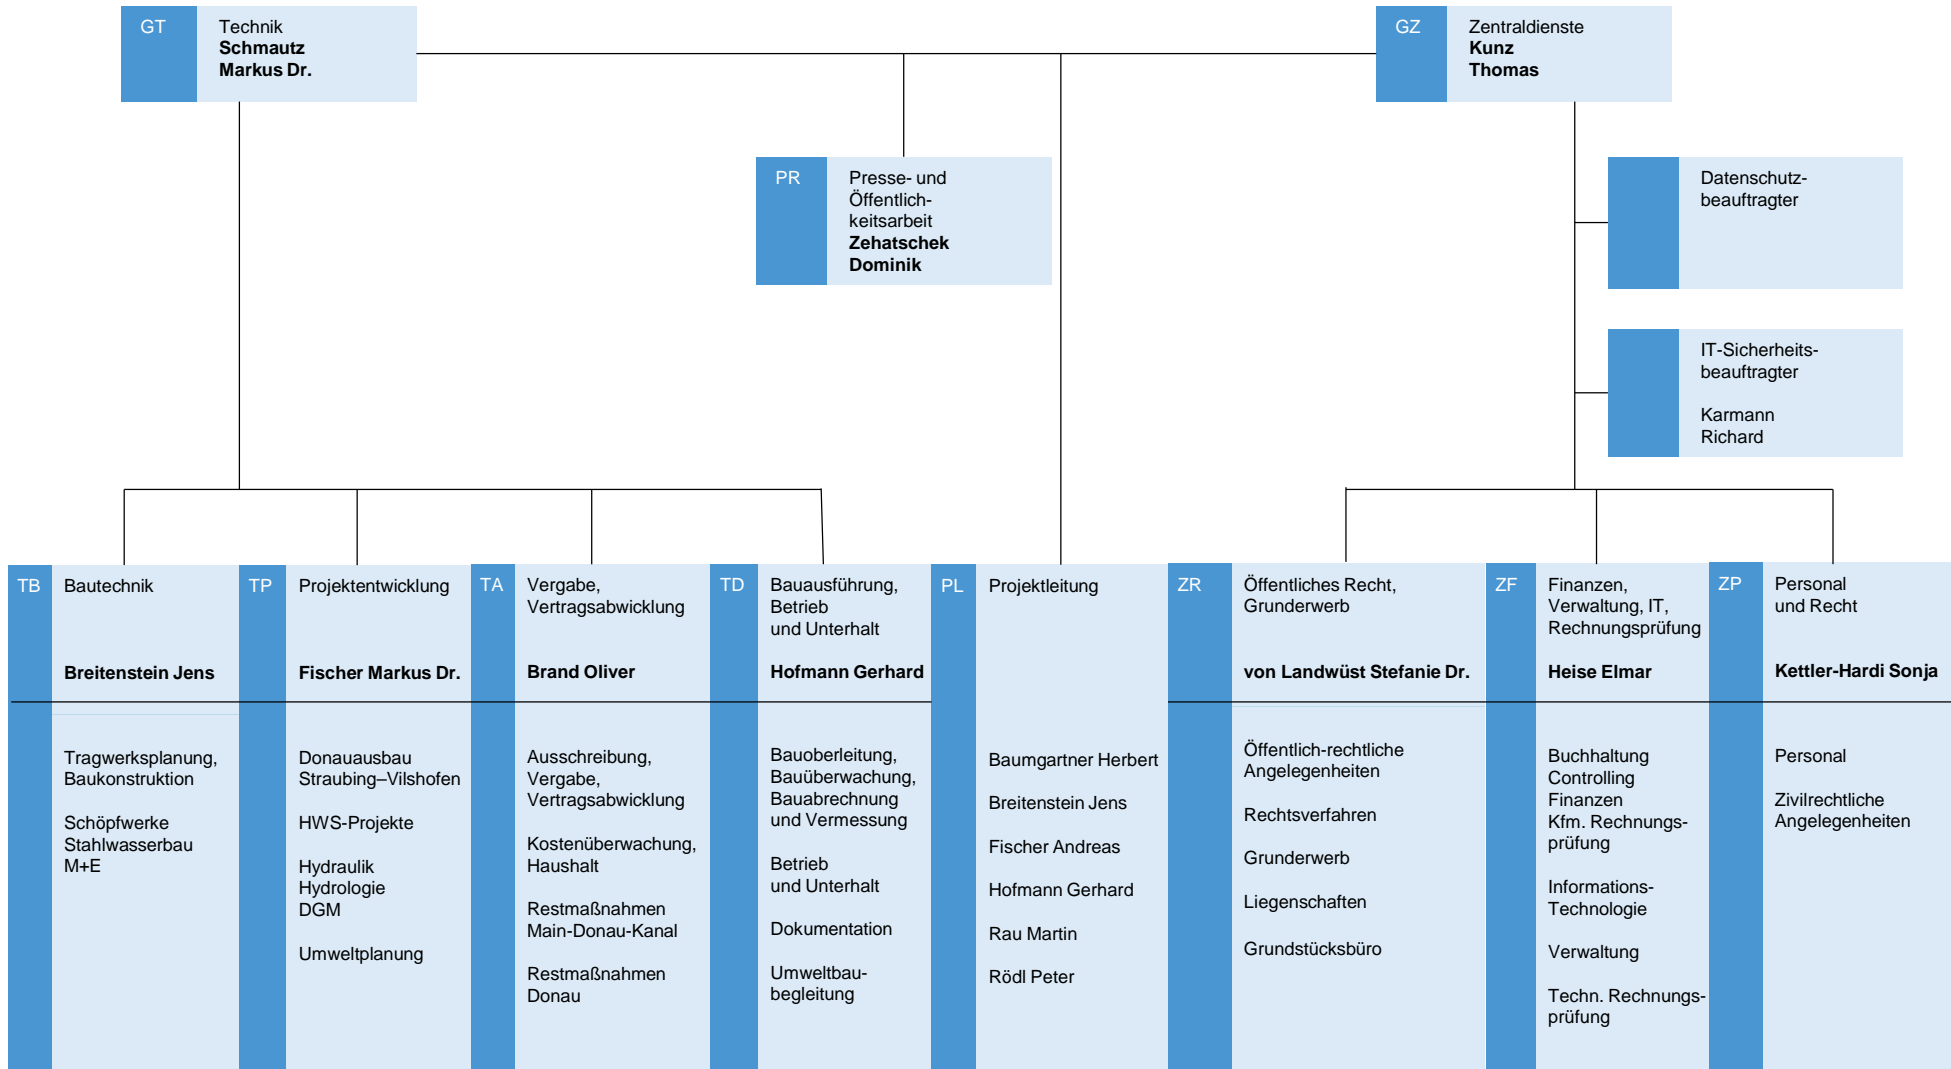 GT
Technik
Schmautz
Markus Dr.
GZ
Zentraldienste
Kunz
Thomas
PR
Presse- und
Öffentlich-
keitsarbeit
Zehatschek
Dominik
Datenschutz-
beauftragter
IT-Sicherheits-
beauftragter
Karmann
Richard
TB
Bautechnik
Breitenstein Jens
Tragwerksplanung,
Baukonstruktion
Schöpfwerke
Stahlwasserbau
M+E
TP
Projektentwicklung
Fischer Markus Dr.
Donauausbau
Straubing–Vilshofen
HWS-Projekte
Hydraulik
Hydrologie
DGM
Umweltplanung
TA
Vergabe,
Vertragsabwicklung
Brand Oliver
Ausschreibung,
Vergabe,
Vertragsabwicklung
Kostenüberwachung,
Haushalt
Restmaßnahmen
Main-Donau-Kanal
Restmaßnahmen
Donau
TD
Bauausführung,
Betrieb
und Unterhalt
Hofmann Gerhard
Bauoberleitung,
Bauüberwachung,
Bauabrechnung
und Vermessung
Betrieb
und Unterhalt
Dokumentation
Umweltbau-
begleitung
PL
Projektleitung
Baumgartner Herbert
Breitenstein Jens
Fischer Andreas
Hofmann Gerhard
Rau Martin
Rödl Peter
ZR
Öffentliches Recht,
Grunderwerb
von Landwüst Stefanie Dr.
Öffentlich-rechtliche
Angelegenheiten
Rechtsverfahren
Grunderwerb
Liegenschaften
Grundstücksbüro
ZF
Finanzen,
Verwaltung, IT,
Rechnungsprüfung
Heise Elmar
Buchhaltung
Controlling
Finanzen
Kfm. Rechnungs-
prüfung
Informations-
Technologie
Verwaltung
Techn. Rechnungs-
prüfung
ZP
Personal
und Recht
Kettler-Hardi Sonja
Personal
Zivilrechtliche
Angelegenheiten